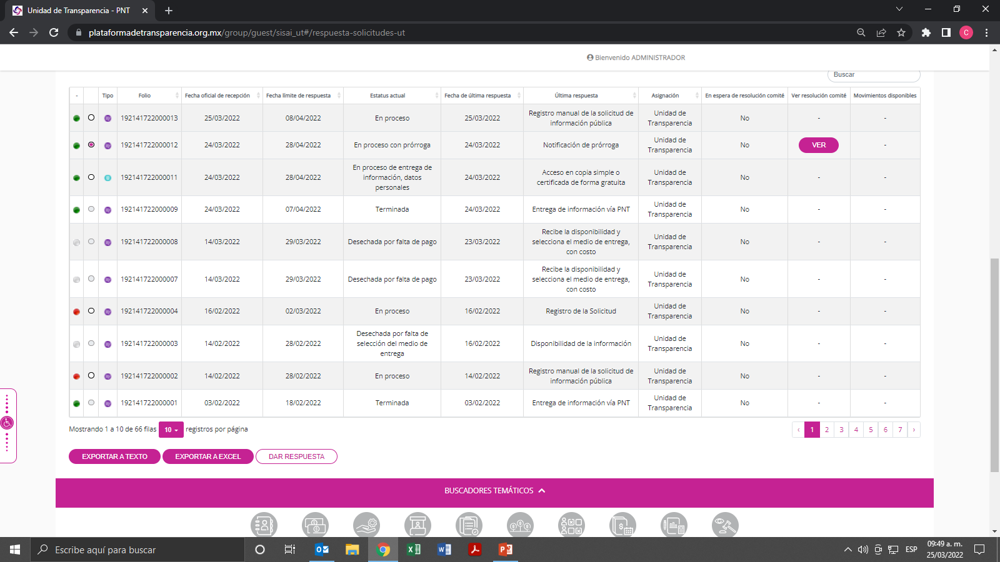 Unidad de Transparencia - PNT
plataformadetransparencia.org.mx/group/guest/sisai_ut#/respuesta-solicitudes-ut
C
Bienvenido ADMINISTRADOR
Buscar
- Tipo Folio Fecha oficial de recepción Fecha límite de respuesta Estatus actual Fecha de última respuesta Última respuesta Asignación En espera de resolución comité Ver resolución comité Movimientos disponibles
192141722000013 25/03/2022 08/04/2022 En proceso 25/03/2022 Registro manual de la solicitud de información pública Unidad de Transparencia No - -
192141722000012 24/03/2022 28/04/2022 En proceso con prórroga 24/03/2022 Notificación de prórroga Unidad de Transparencia No VER -
192141722000011 24/03/2022 28/04/2022 En proceso de entrega de información, datos personales 24/03/2022 Acceso en copia simple o certificada de forma gratuita Unidad de Transparencia No - -
192141722000009 24/03/2022 07/04/2022 Terminada 24/03/2022 Entrega de información vía PNT Unidad de Transparencia No - -
192141722000008 14/03/2022 29/03/2022 Desechada por falta de pago 23/03/2022 Recibe la disponibilidad y selecciona el medio de entrega, con costo Unidad de Transparencia No - -
192141722000007 14/03/2022 29/03/2022 Desechada por falta de pago 23/03/2022 Recibe la disponibilidad y selecciona el medio de entrega, con costo Unidad de Transparencia No - -
192141722000004 16/02/2022 02/03/2022 En proceso 16/02/2022 Registro de la Solicitud Unidad de Transparencia No - -
192141722000003 14/02/2022 28/02/2022 Desechada por falta de selección del medio de entrega 16/02/2022 Disponibilidad de la información Unidad de Transparencia No - -
192141722000002 14/02/2022 28/02/2022 En proceso 14/02/2022 Registro manual de la solicitud de información pública Unidad de Transparencia No - -
192141722000001 03/02/2022 18/02/2022 Terminada 03/02/2022 Entrega de información vía PNT Unidad de Transparencia No - -
Mostrando 1 a 10 de 66 filas 10 registros por página ‹ 1 2 3 4 5 6 7 ›
EXPORTAR A TEXTO EXPORTAR A EXCEL DAR RESPUESTA
BUSCADORES TEMÁTICOS
Escribe aquí para buscar
ESP
09:49 a. m.
25/03/2022